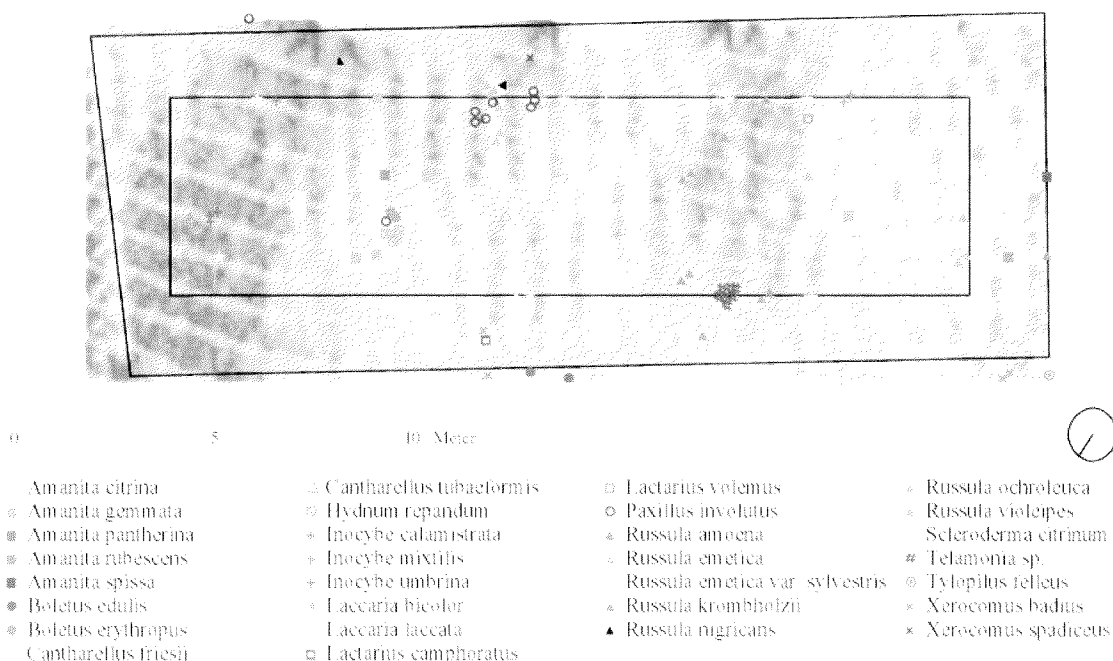 0 5 10 Meter
Amanita citrina
Amanita gemmata
Amanita pantherina
Amanita rubescens
Amanita spissa
Boletus edulis
Boletus erythropus
Cantharellus friesii
Cantharellus tubaeformis
Hydnum repandum
Inocybe calamistrata
Inocybe mixtilis
Inocybe umbrina
Laccaria bicolor
Laccaria laccata
Lactarius camphoratus
Lactarius volemus
Paxillus involutus
Russula amoena
Russula emetica
Russula emetica var. sylvestris
Russula krombholzii
Russula nigricans
Russula ochroleuca
Russula violeipes
Scleroderma citrinum
Telamonia sp.
Tylopilus felleus
Xerocomus badius
Xerocomus spadiceus